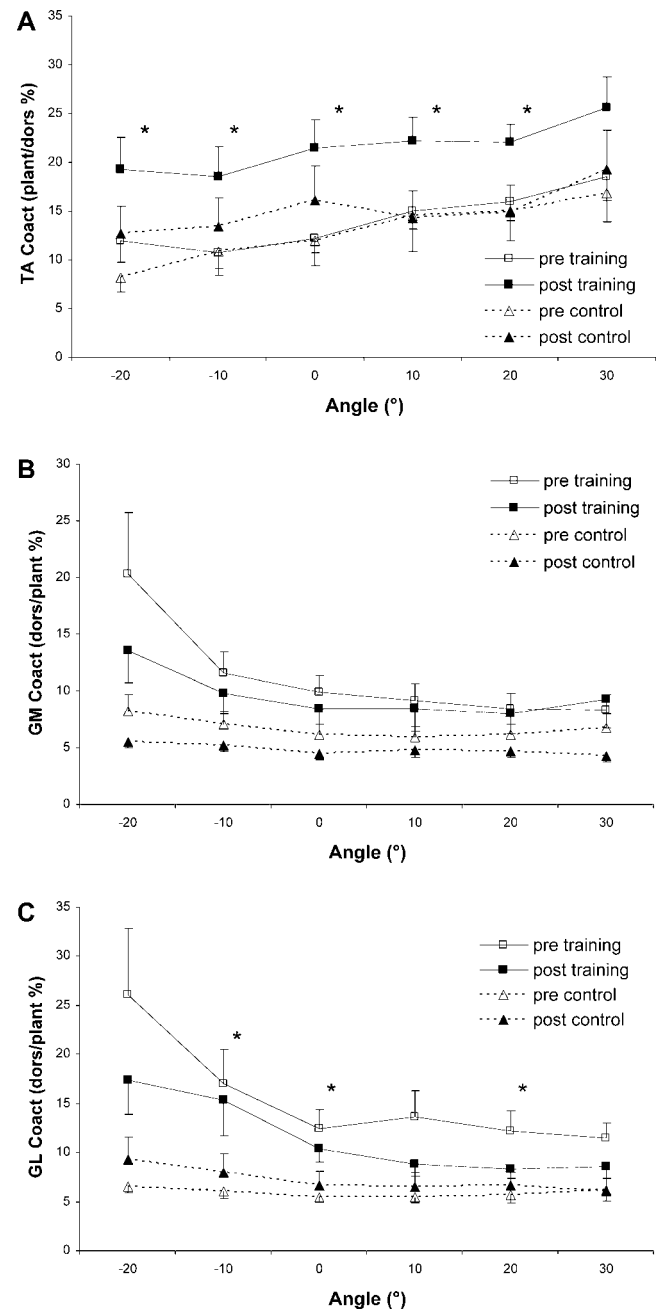 A
35
30
25
20
15
10
5
0
TA Coact (plant/dors %)
* * * * *
pre training
post training
pre control
post control
-20 -10 0 10 20 30
Angle (°)
B
30
25
20
15
10
5
0
GM Coact (dors/plant %)
pre training
post training
pre control
post control
-20 -10 0 10 20 30
Angle (°)
C
35
30
25
20
15
10
5
0
GL Coact (dors/plant %)
* * *
pre training
post training
pre control
post control
-20 -10 0 10 20 30
Angle (°)